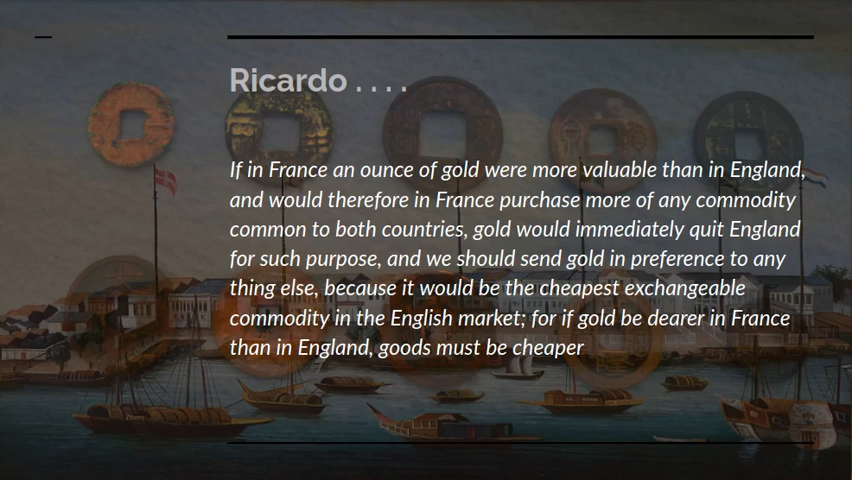 Ricardo . . . .
If in France an ounce of gold were more valuable than in England,
and would therefore in France purchase more of any commodity
common to both countries, gold would immediately quit England
for such purpose, and we should send gold in preference to any
thing else, because it would be the cheapest exchangeable
commodity in the English market; for if gold be dearer in France
than in England, goods must be cheaper